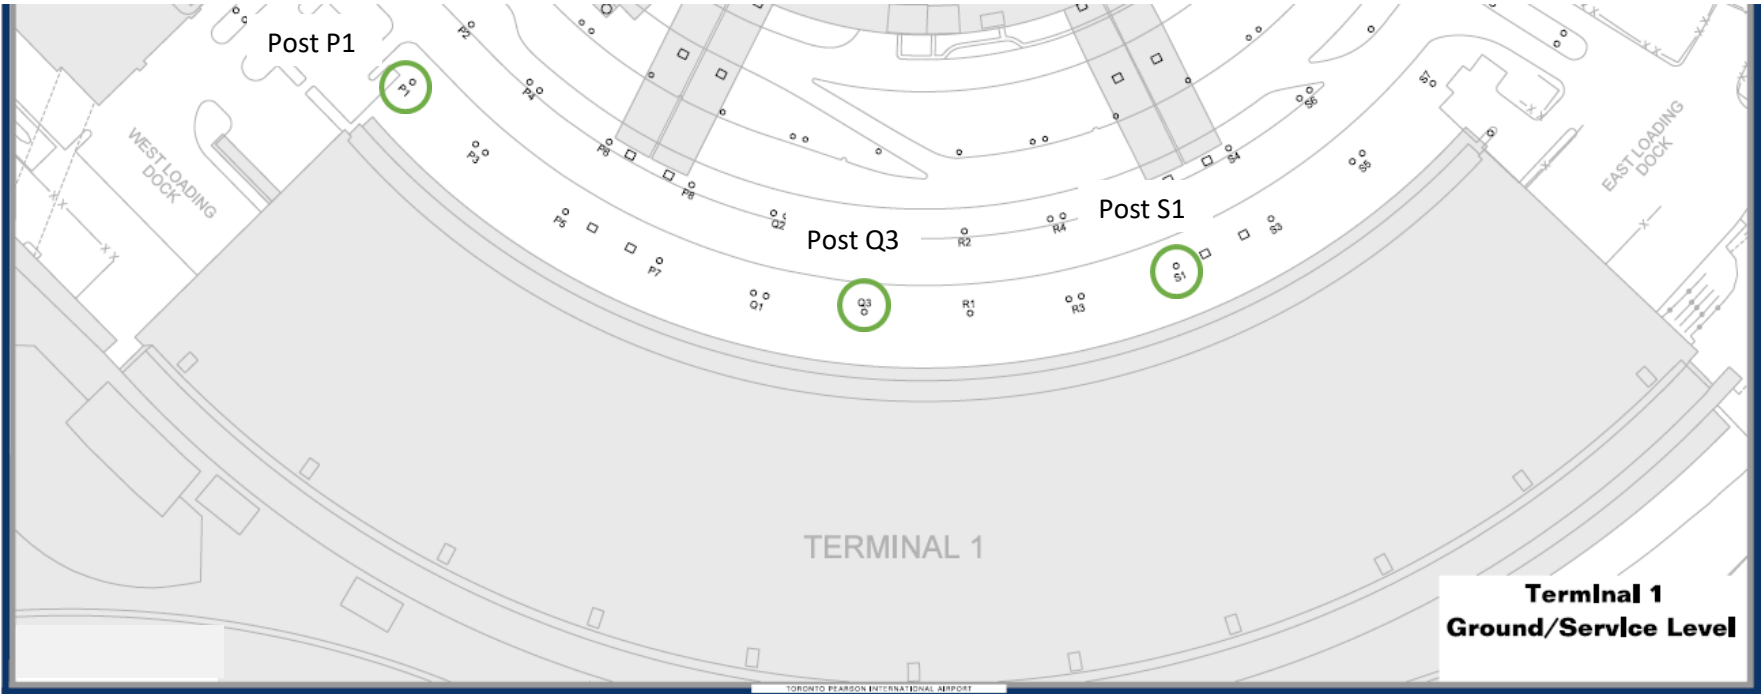 Post P1
P2
S7
P1
P4
S6
WEST LOADING
DOCK
EAST LOADING
DOCK
P3
P6
S4
S5
P8
P5
Q2
Post Q3
R2
R4
Post S1
S3
P7
S1
Q1
Q3
R1
R3
TERMINAL 1
Terminal 1
Ground/Service Level
TORONTO PEARSON INTERNATIONAL AIRPORT